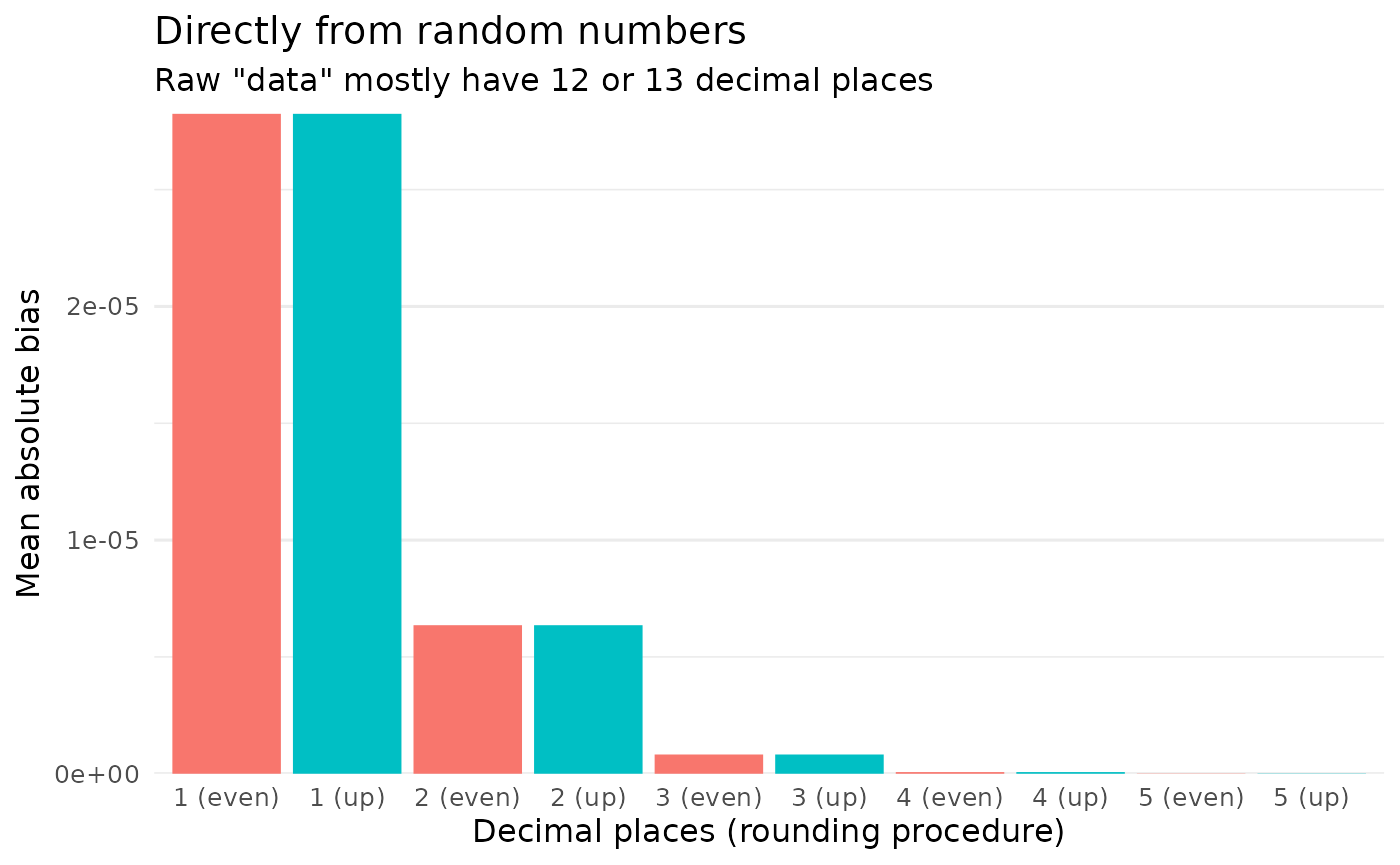 Directly from random numbers
Raw "data" mostly have 12 or 13 decimal places
Mean absolute bias
2e-05
1e-05
0e+00
1 (even) 1 (up) 2 (even) 2 (up) 3 (even) 3 (up) 4 (even) 4 (up) 5 (even) 5 (up)
Decimal places (rounding procedure)